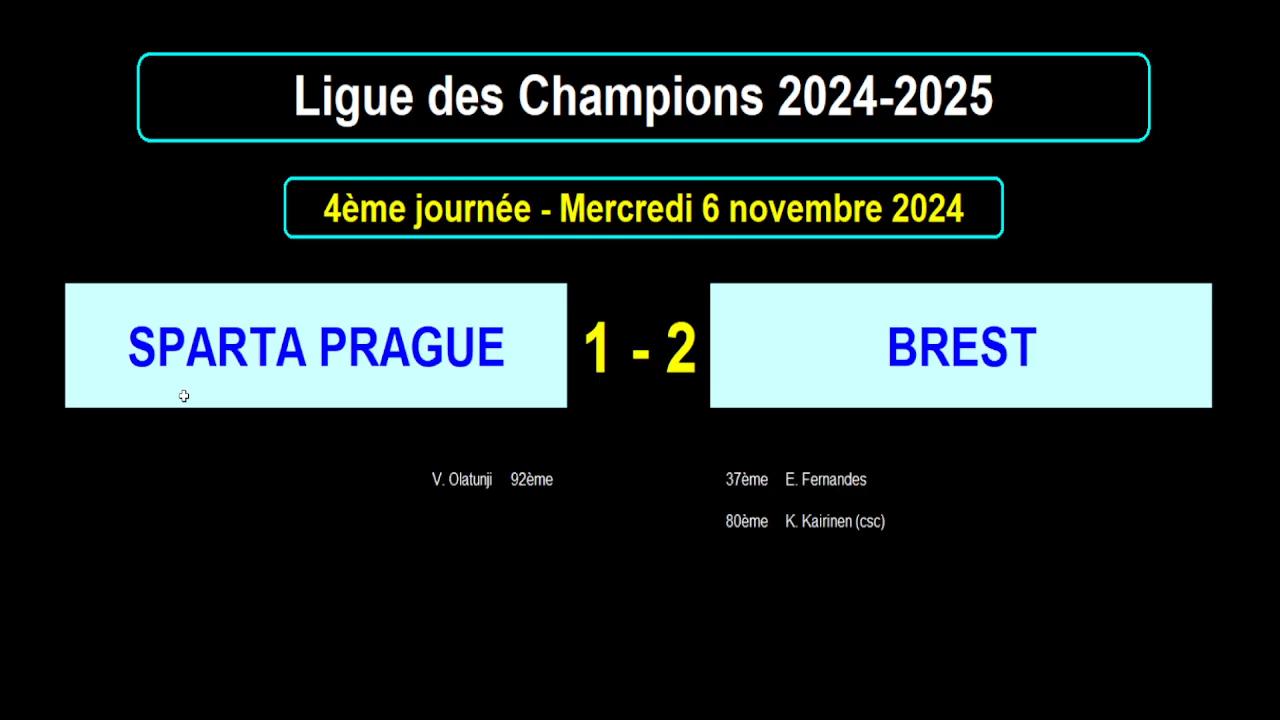 Ligue des Champions 2024-2025
4ème journée - Mercredi 6 novembre 2024
SPARTA PRAGUE 1 - 2 BREST
V. Olatunji 92ème 37ème E. Fernandes
80ème K. Kairinen (csc)